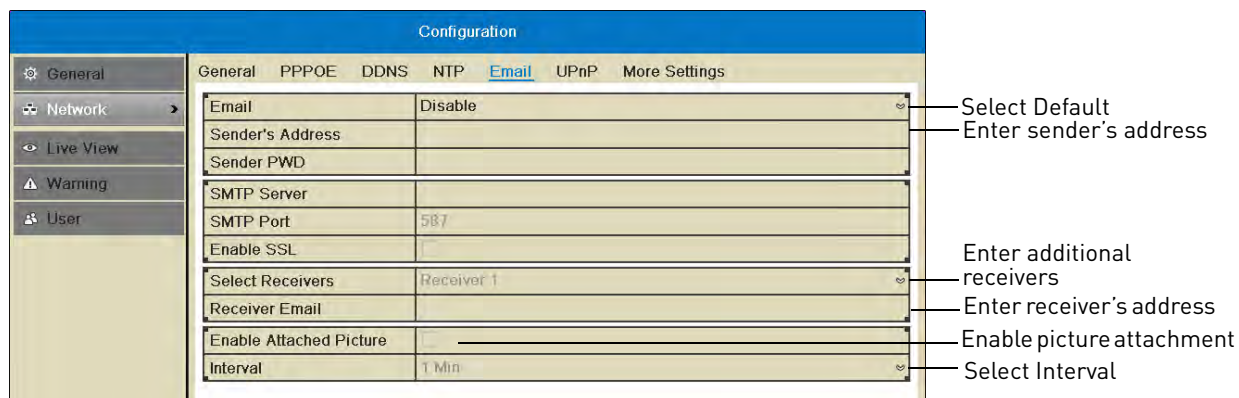 Configuration
General
Network
Live View
Warning
User
General PPPOE DDNS NTP Email UPnP More Settings
Email Disable
Sender's Address
Sender PWD
SMTP Server
SMTP Port 587
Enable SSL
Select Receivers Receiver 1
Receiver Email
Enable Attached Picture
Interval 1 Min
Select Default
Enter sender's address
Enter additional
receivers
Enter receiver's address
Enable picture attachment
Select Interval